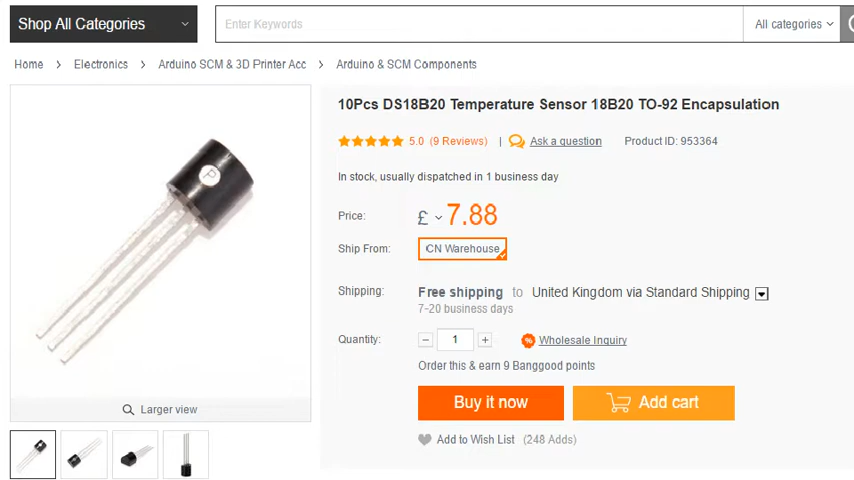 Shop All Categories
Enter Keywords
All categories
Home > Electronics > Arduino SCM & 3D Printer Acc > Arduino & SCM Components
10Pcs DS18B20 Temperature Sensor 18B20 TO-92 Encapsulation
5.0 (9 Reviews) | Ask a question Product ID: 953364
In stock, usually dispatched in 1 business day
Price: £ 7.88
Ship From: CN Warehouse
Shipping: Free shipping to United Kingdom via Standard Shipping
7-20 business days
Quantity: − 1 + % Wholesale Inquiry
Order this & earn 9 Banggood points
Buy it now Add cart
Add to Wish List (248 Adds)
P
Larger view